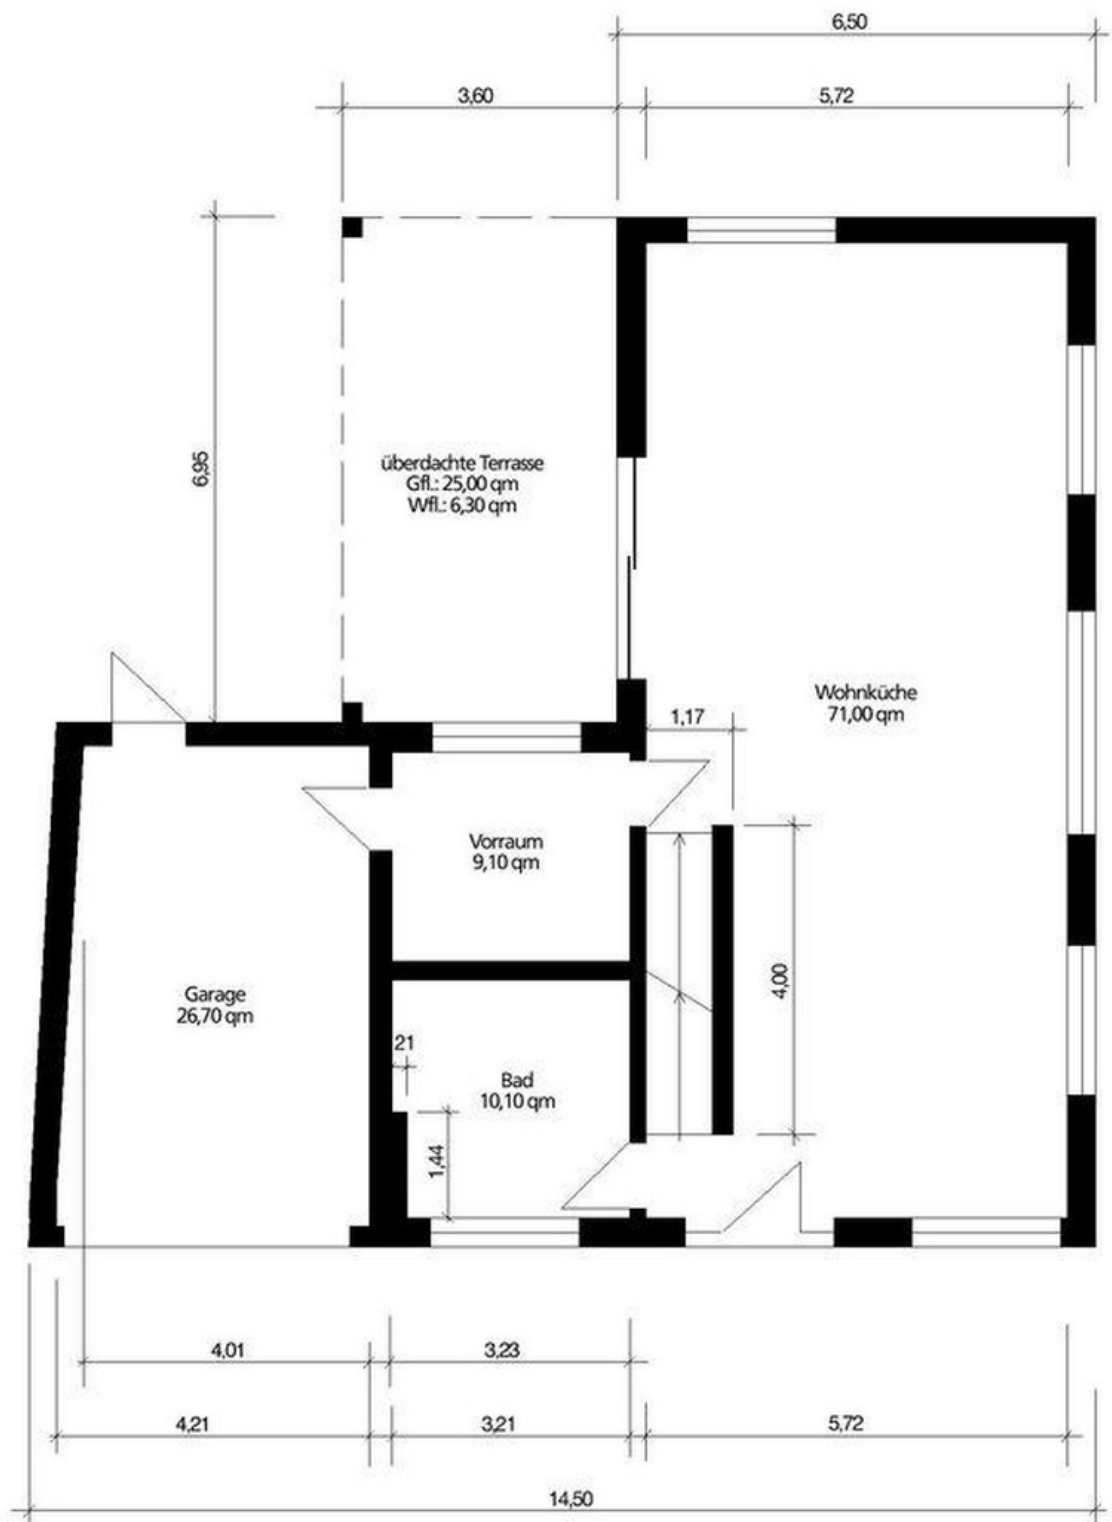 6,50
3,60
5,72
6,95
überdachte Terrasse
Gfl.: 25,00 qm
Wfl.: 6,30 qm
Wohnküche
71,00 qm
1,17
Vorraum
9,10 qm
4,00
Garage
26,70 qm
21
Bad
10,10 qm
1,44
4,01
3,23
4,21
3,21
5,72
14,50